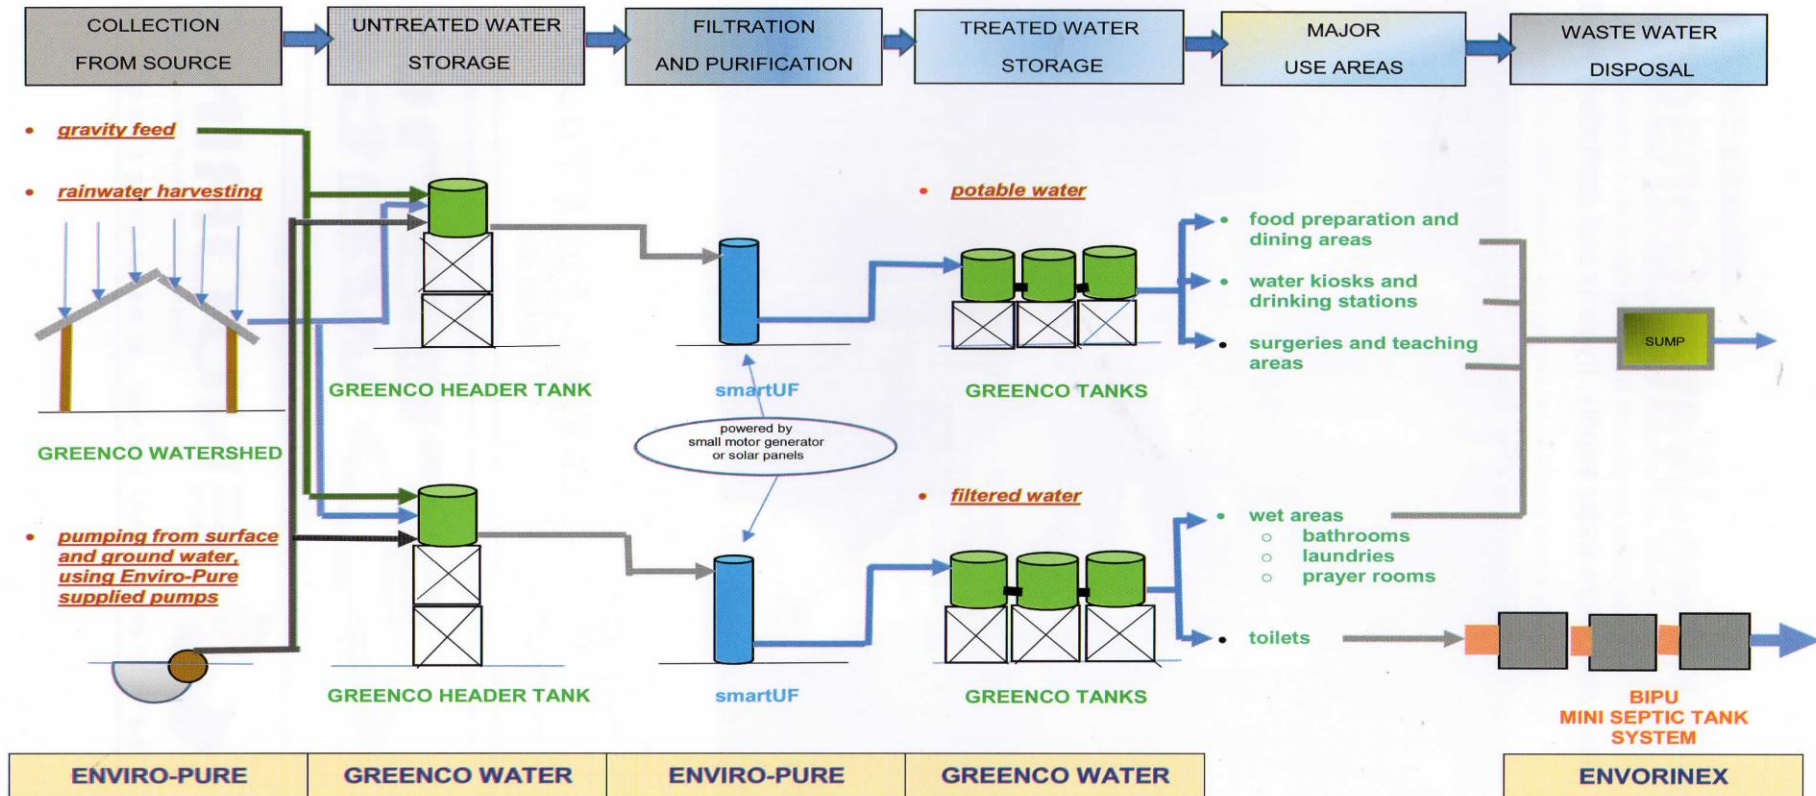 COLLECTION
FROM SOURCE
UNTREATED WATER
STORAGE
FILTRATION
AND PURIFICATION
TREATED WATER
STORAGE
MAJOR
USE AREAS
WASTE WATER
DISPOSAL
• gravity feed
• rainwater harvesting
GREENCO WATERSHED
• pumping from surface
and ground water,
using Enviro-Pure
supplied pumps
GREENCO HEADER TANK
GREENCO HEADER TANK
smartUF
powered by
small motor generator
or solar panels
smartUF
• potable water
GREENCO TANKS
• filtered water
GREENCO TANKS
• food preparation and
dining areas
• water kiosks and
drinking stations
• surgeries and teaching
areas
• wet areas
o bathrooms
o laundries
o prayer rooms
• toilets
SUMP
BIPU
MINI SEPTIC TANK
SYSTEM
ENVIRO-PURE
GREENCO WATER
ENVIRO-PURE
GREENCO WATER
ENVORINEX